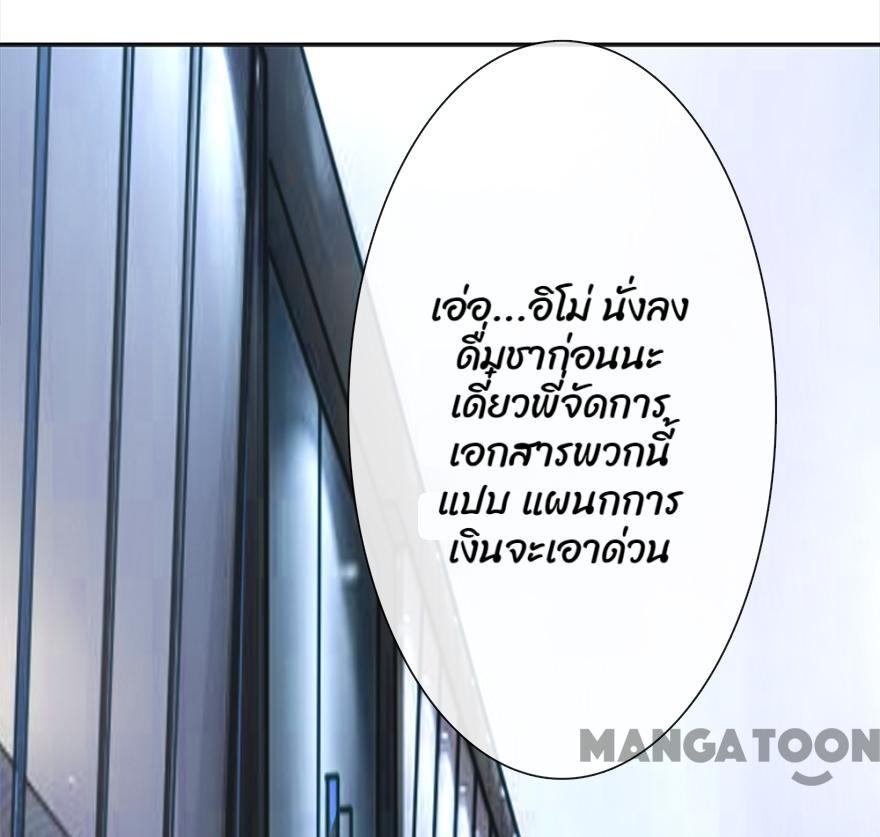 เอ่อ...อิโม่ นั่งลง
ดื่มชาก่อนนะ
เดี๋ยวพี่จัดการ
เอกสารพวกนี้
แปบ แผนกการ
เงินจะเอาด่วน
MANGATOON